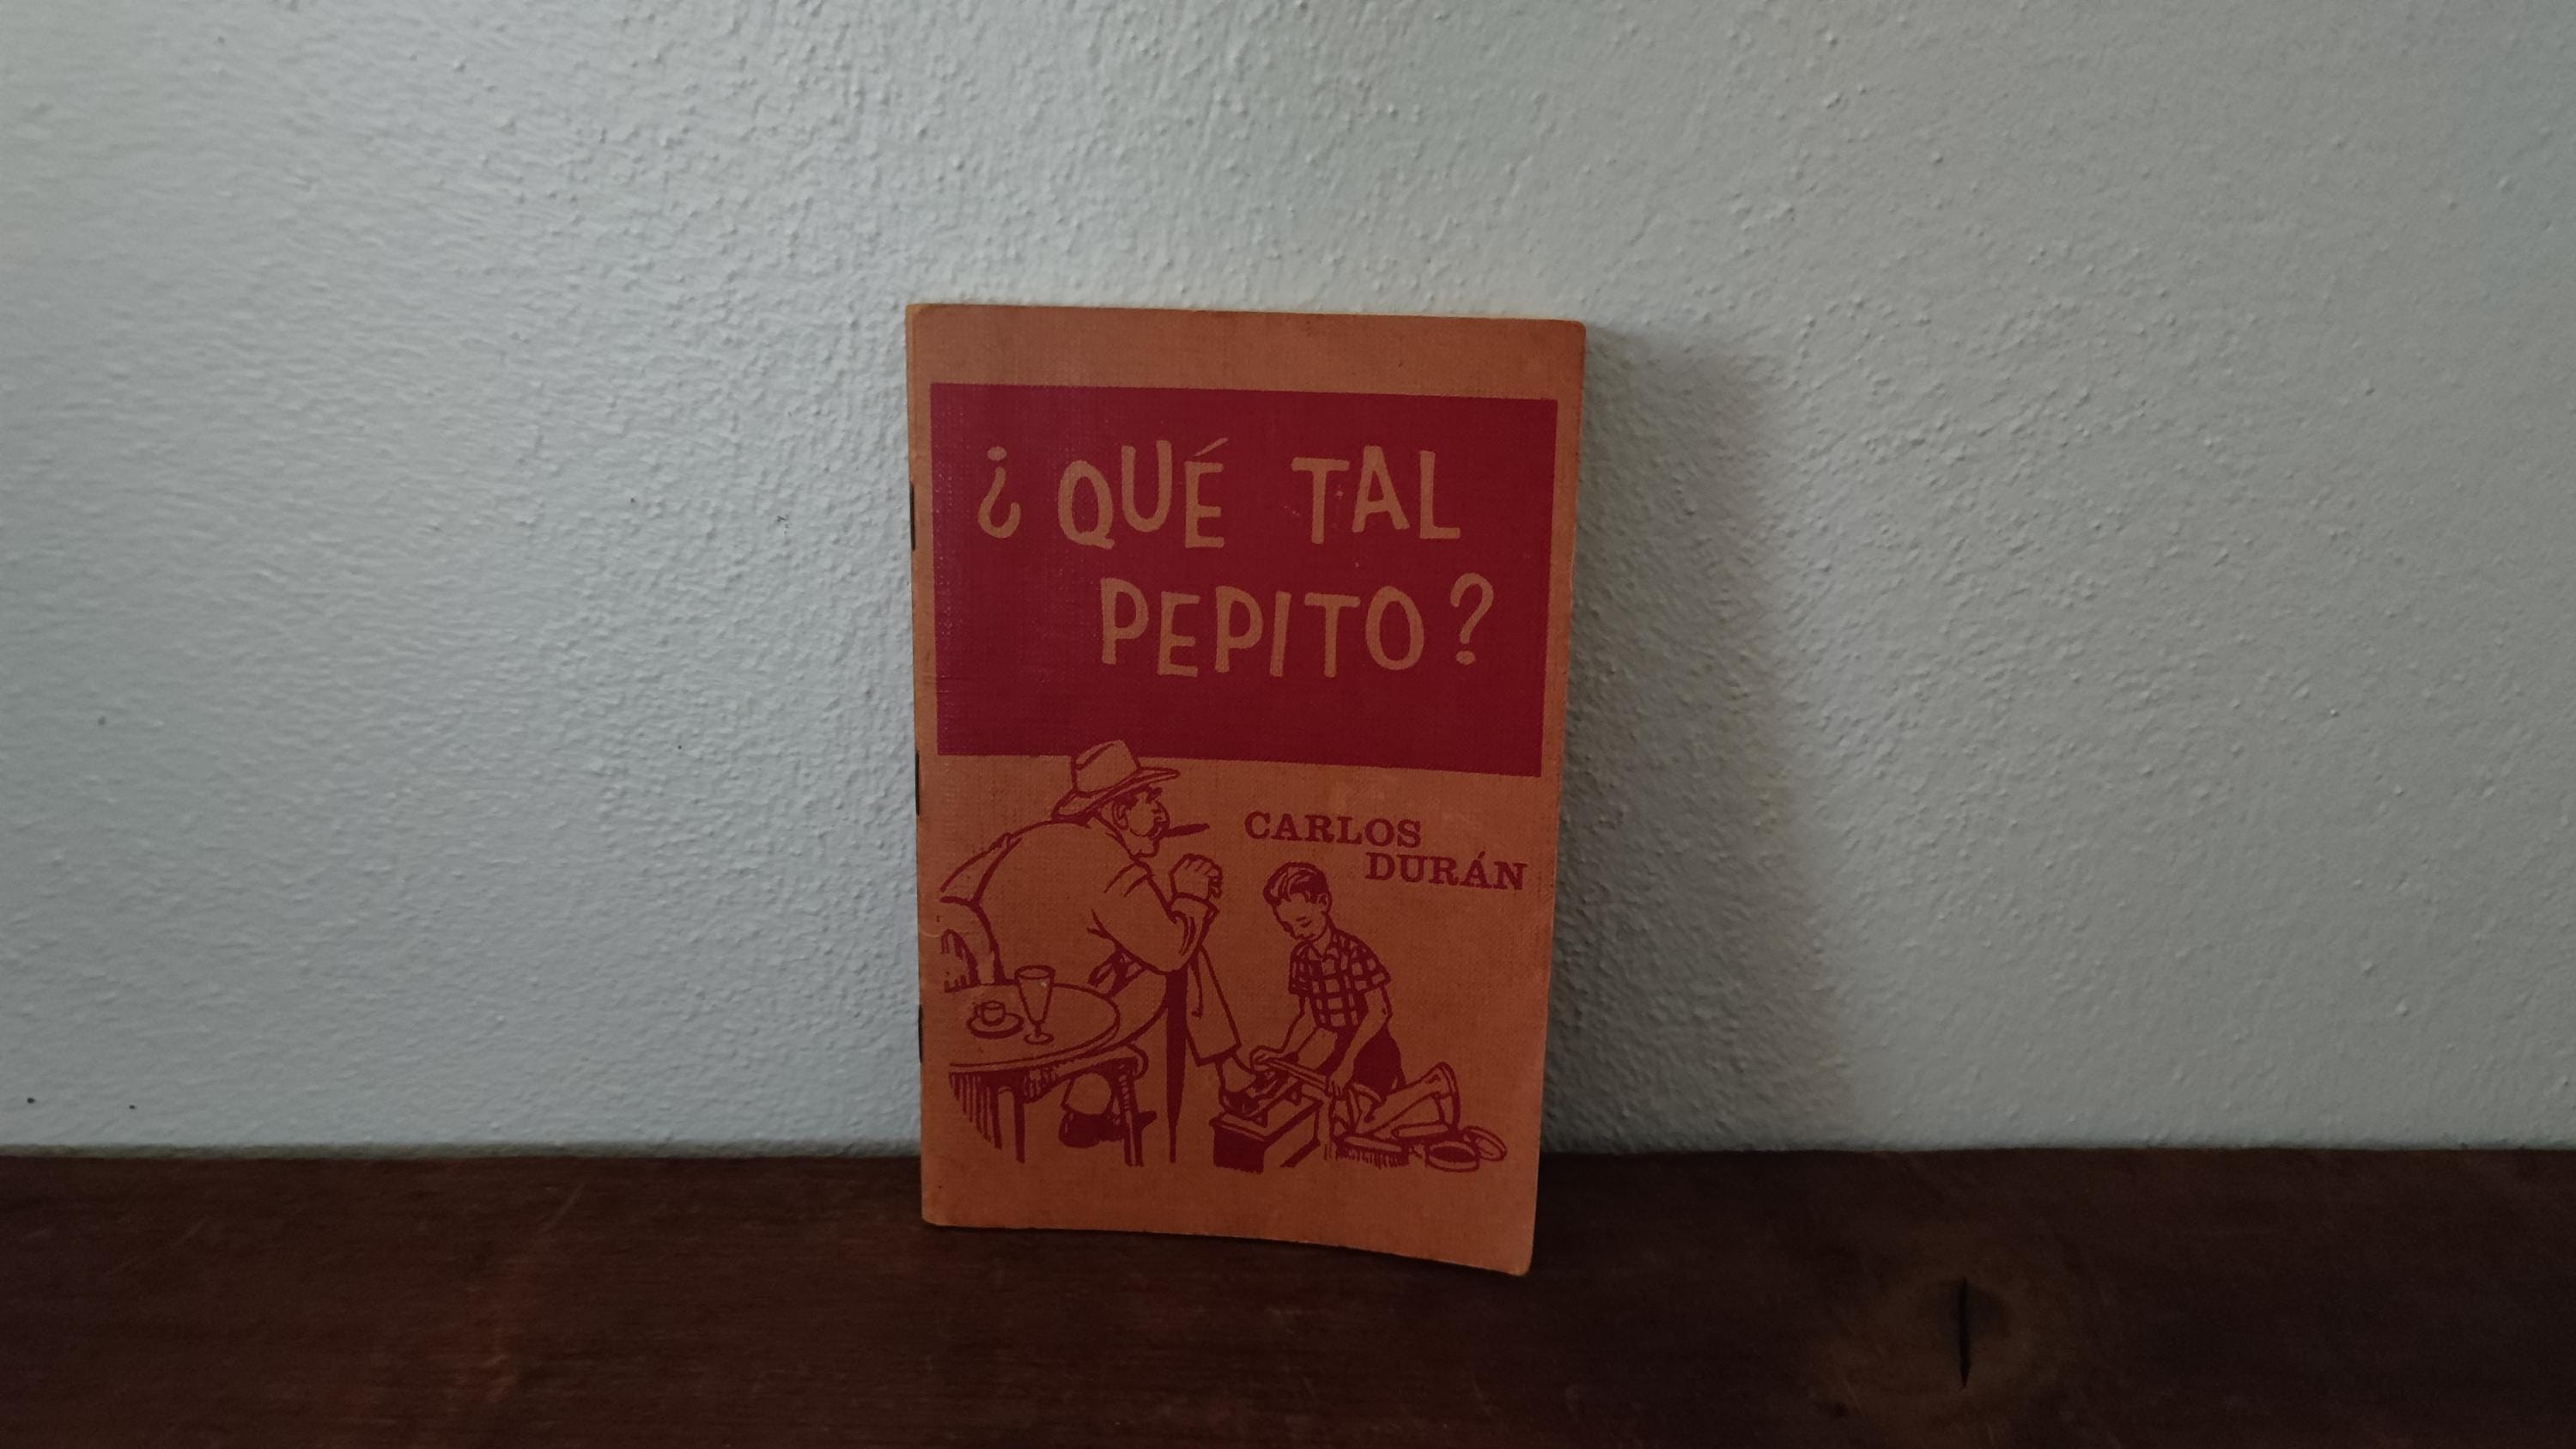 ¿QUÉ TAL
PEPITO?
CARLOS
DURÁN